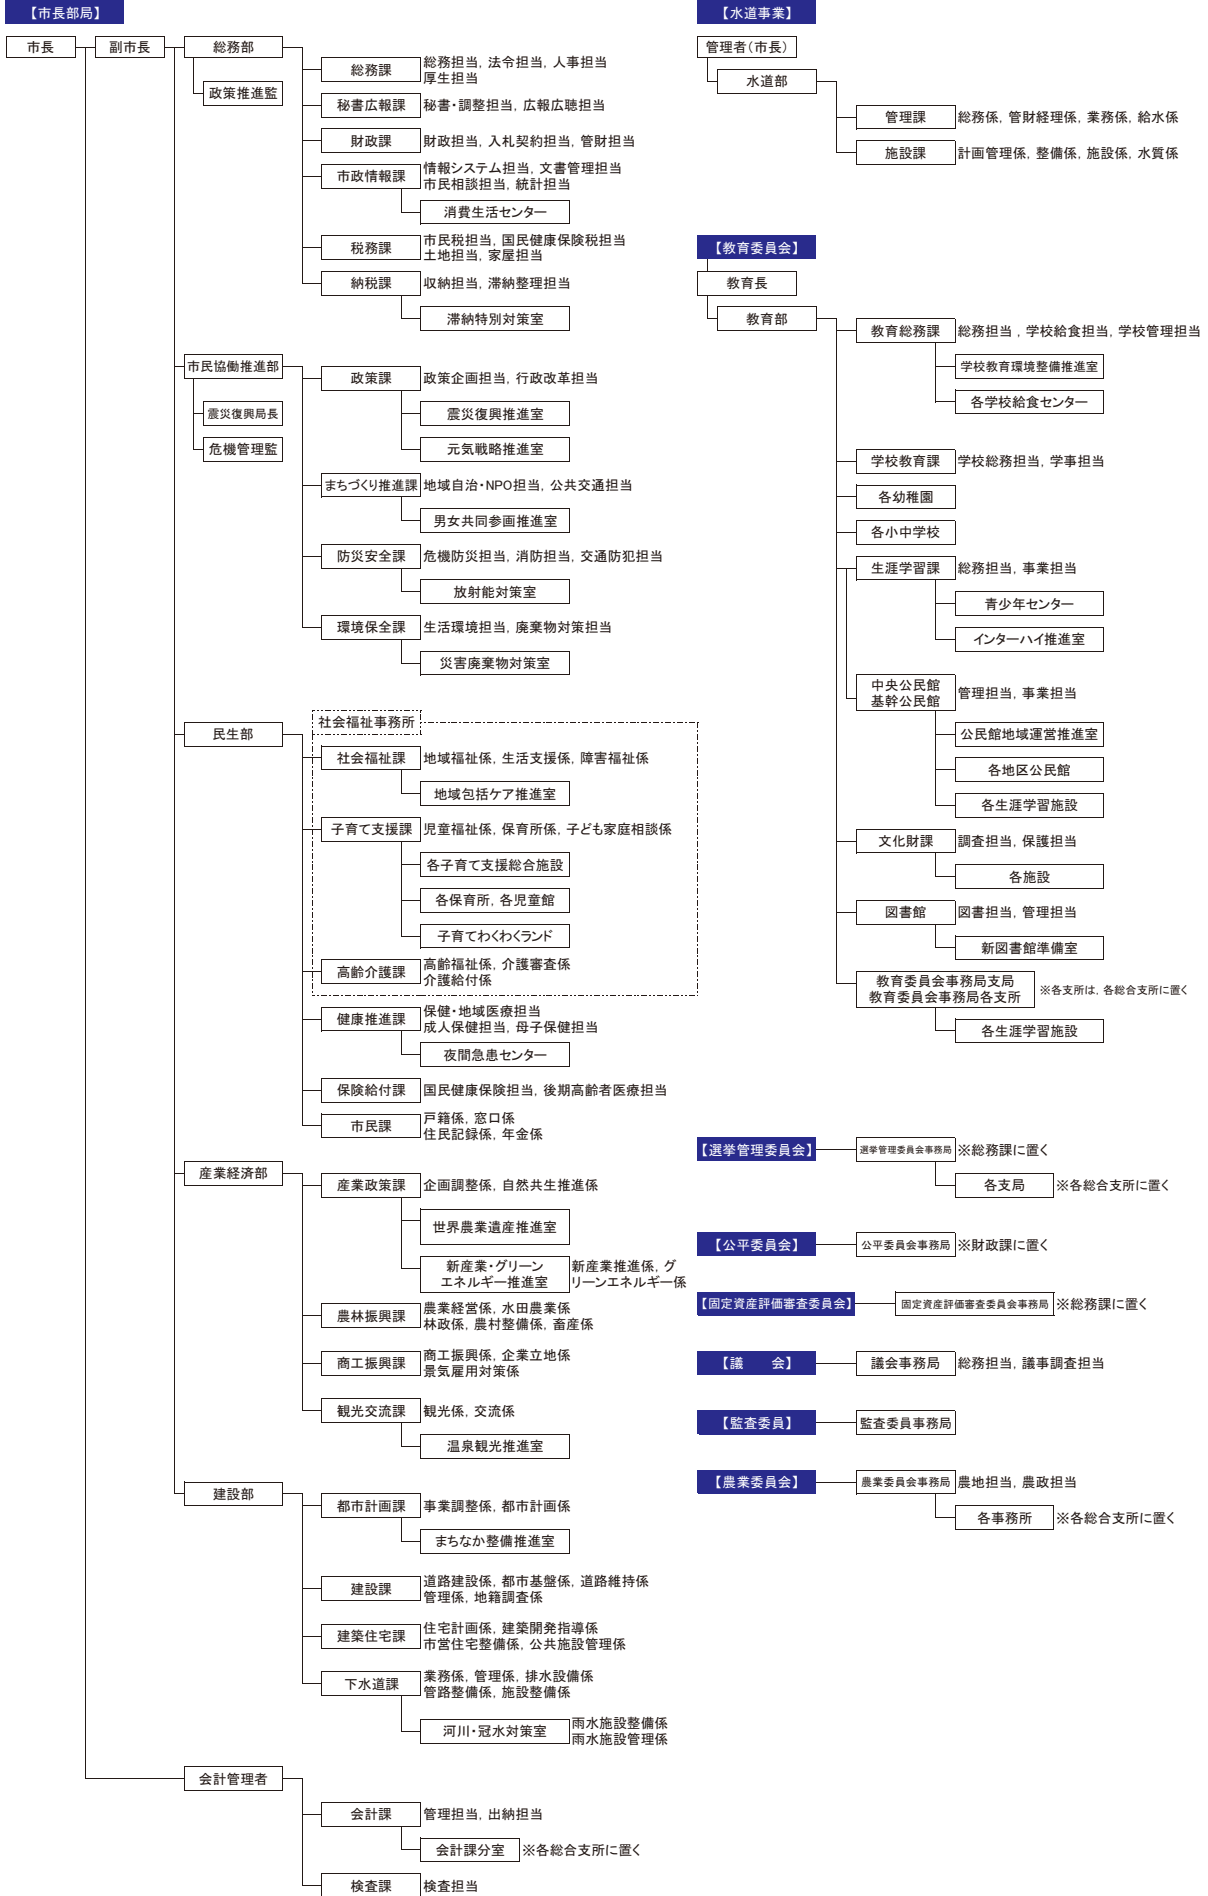 【市長部局】
市長
副市長
総務部
政策推進監
総務課
総務担当，法令担当，人事担当
厚生担当
秘書広報課
秘書・調整担当，広報広聴担当
財政課
財政担当，入札契約担当，管財担当
市政情報課
情報システム担当，文書管理担当
市民相談担当，統計担当
消費生活センター
税務課
市民税担当，国民健康保険税担当
土地担当，家屋担当
納税課
収納担当，滞納整理担当
滞納特別対策室
市民協働推進部
震災復興局長
危機管理監
政策課
政策企画担当，行政改革担当
震災復興推進室
元気戦略推進室
まちづくり推進課
地域自治・NPO担当，公共交通担当
男女共同参画推進室
防災安全課
危機防災担当，消防担当，交通防犯担当
放射能対策室
環境保全課
生活環境担当，廃棄物対策担当
災害廃棄物対策室
民生部
社会福祉事務所
社会福祉課
地域福祉係，生活支援係，障害福祉係
地域包括ケア推進室
子育て支援課
児童福祉係，保育所係，子ども家庭相談係
各子育て支援総合施設
各保育所，各児童館
子育てわくわくランド
高齢介護課
高齢福祉係，介護審査係
介護給付係
健康推進課
保健・地域医療担当
成人保健担当，母子保健担当
夜間急患センター
保険給付課
国民健康保険担当，後期高齢者医療担当
市民課
戸籍係，窓口係
住民記録係，年金係
産業経済部
産業政策課
企画調整係，自然共生推進係
世界農業遺産推進室
新産業・グリーン
エネルギー推進室
新産業推進係，グ
リーンエネルギー係
農林振興課
農業経営係，水田農業係
林政係，農村整備係，畜産係
商工振興課
商工振興係，企業立地係
景気雇用対策係
観光交流課
観光係，交流係
温泉観光推進室
建設部
都市計画課
事業調整係，都市計画係
まちなか整備推進室
建設課
道路建設係，都市基盤係，道路維持係
管理係，地籍調査係
建築住宅課
住宅計画係，建築開発指導係
市営住宅整備係，公共施設管理係
下水道課
業務係，管理係，排水設備係
管路整備係，施設整備係
河川・冠水対策室
雨水施設整備係
雨水施設管理係
会計管理者
会計課
管理担当，出納担当
会計課分室
※各総合支所に置く
検査課
検査担当
【水道事業】
管理者（市長）
水道部
管理課
総務係，管財経理係，業務係，給水係
施設課
計画管理係，整備係，施設係，水質係
【教育委員会】
教育長
教育部
教育総務課
総務担当，学校給食担当，学校管理担当
学校教育環境整備推進室
各学校給食センター
学校教育課
学校総務担当，学事担当
各幼稚園
各小中学校
生涯学習課
総務担当，事業担当
青少年センター
インターハイ推進室
中央公民館
基幹公民館
管理担当，事業担当
公民館地域運営推進室
各地区公民館
各生涯学習施設
文化財課
調査担当，保護担当
各施設
図書館
図書担当，管理担当
新図書館準備室
教育委員会事務局支局
教育委員会事務局各支所
※各支所は，各総合支所に置く
各生涯学習施設
【選挙管理委員会】
選挙管理委員会事務局
※総務課に置く
各支局
※各総合支所に置く
【公平委員会】
公平委員会事務局
※財政課に置く
【固定資産評価審査委員会】
固定資産評価審査委員会事務局
※総務課に置く
【議　　会】
議会事務局
総務担当，議事調査担当
【監査委員】
監査委員事務局
【農業委員会】
農業委員会事務局
農地担当，農政担当
各事務所
※各総合支所に置く